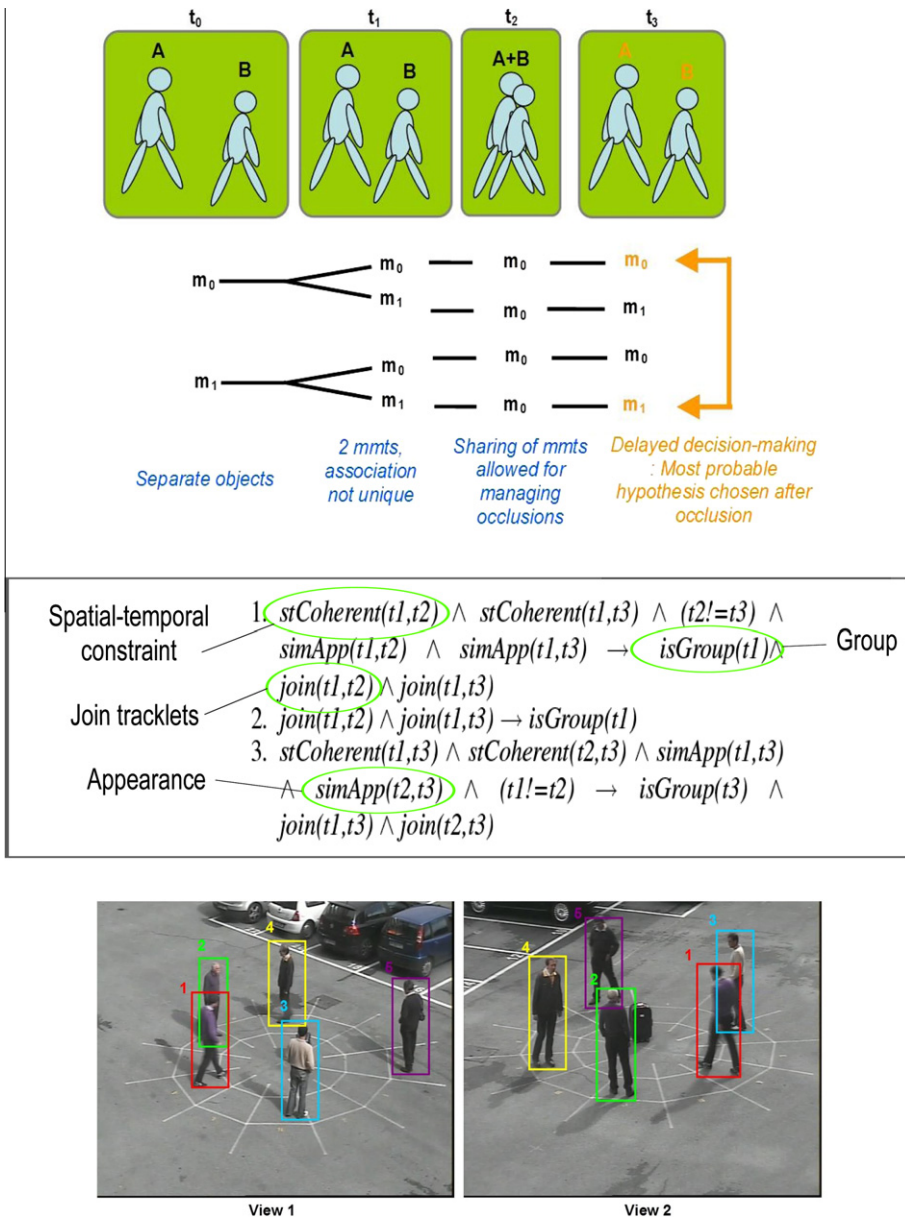 t₀ t₁ t₂ t₃
A B A B A+B A B
m₀ m₀ m₀ m₀
m₁ m₀ m₁
m₁ m₀ m₀ m₀
m₁ m₀ m₁
Separate objects
2 mmts,
association
not unique
Sharing of mmts
allowed for
managing
occlusions
Delayed decision-making
: Most probable
hypothesis chosen after
occlusion
Spatial-temporal
constraint
Join tracklets
Appearance
1. stCoherent(t1,t2) ∧ stCoherent(t1,t3) ∧ (t2!=t3) ∧
simApp(t1,t2) ∧ simApp(t1,t3) → isGroup(t1)∧
join(t1,t2) ∧ join(t1,t3)
2. join(t1,t2) ∧ join(t1,t3) → isGroup(t1)
3. stCoherent(t1,t3) ∧ stCoherent(t2,t3) ∧ simApp(t1,t3)
∧ simApp(t2,t3) ∧ (t1!=t2) → isGroup(t3) ∧
join(t1,t3) ∧ join(t2,t3)
Group
2 4 1 3 5
View 1
5 3 4 1 2
View 2